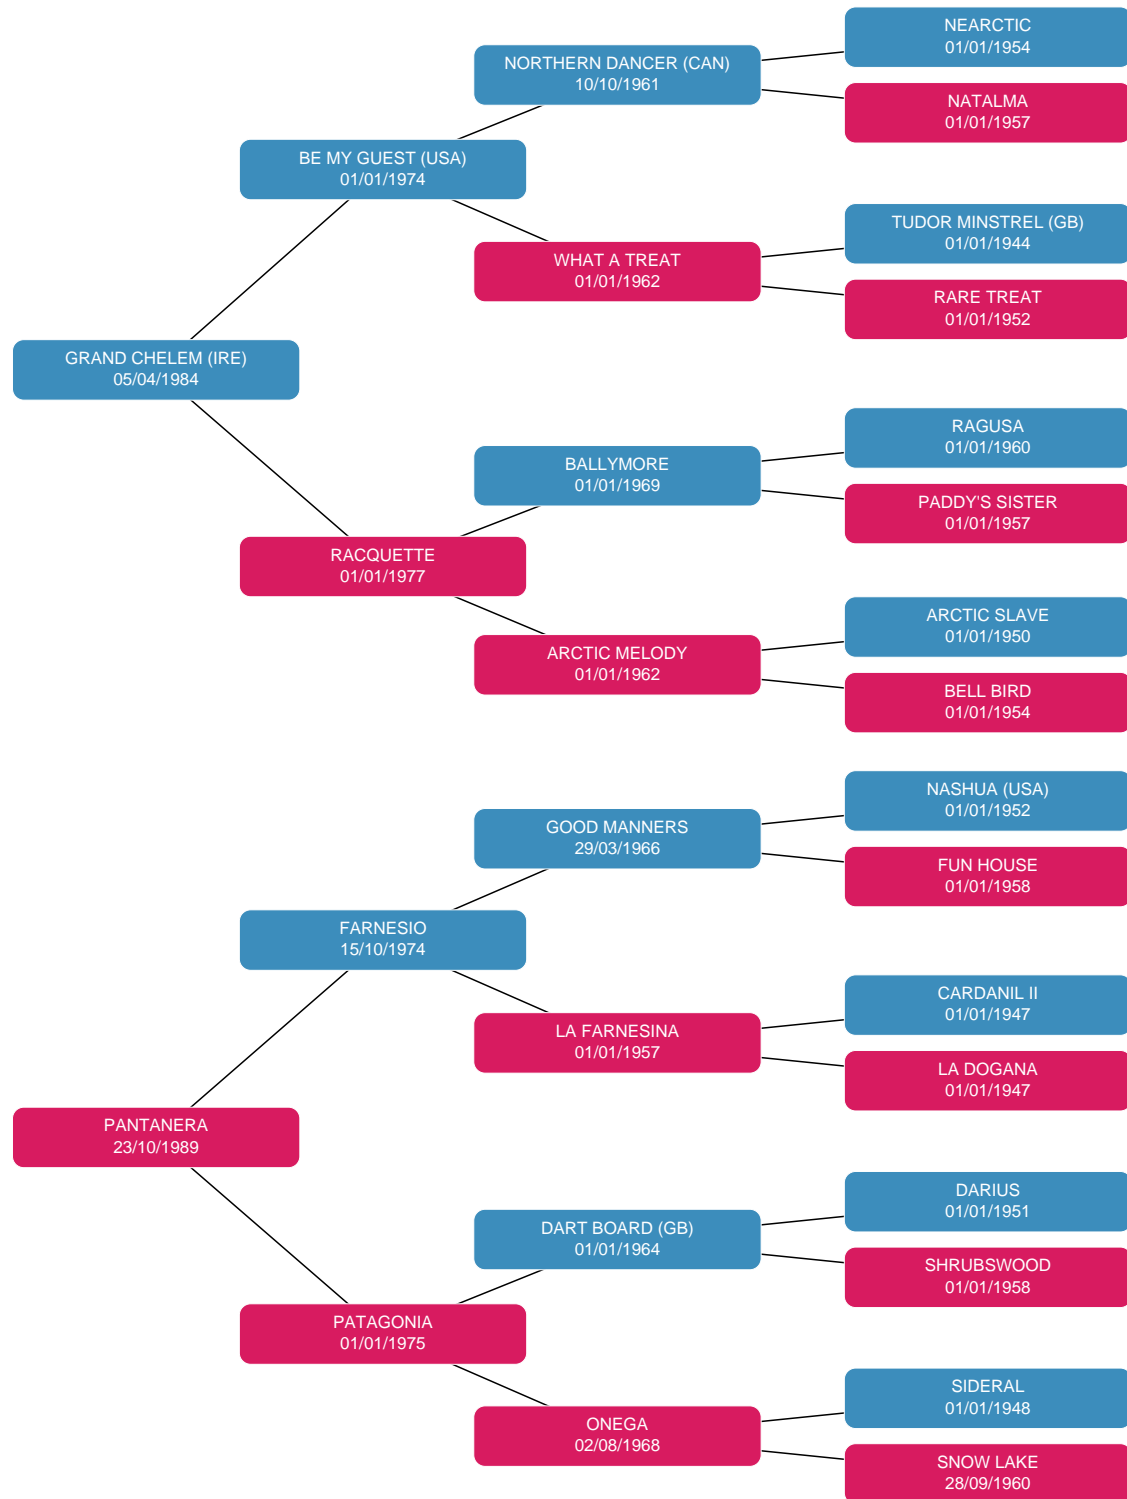 NEARCTIC
01/01/1954
NORTHERN DANCER (CAN)
10/10/1961
NATALMA
01/01/1957
BE MY GUEST (USA)
01/01/1974
TUDOR MINSTREL (GB)
01/01/1944
WHAT A TREAT
01/01/1962
RARE TREAT
01/01/1952
GRAND CHELEM (IRE)
05/04/1984
RAGUSA
01/01/1960
BALLYMORE
01/01/1969
PADDY'S SISTER
01/01/1957
RACQUETTE
01/01/1977
ARCTIC SLAVE
01/01/1950
ARCTIC MELODY
01/01/1962
BELL BIRD
01/01/1954
NASHUA (USA)
01/01/1952
GOOD MANNERS
29/03/1966
FUN HOUSE
01/01/1958
FARNESIO
15/10/1974
CARDANIL II
01/01/1947
LA FARNESINA
01/01/1957
LA DOGANA
01/01/1947
PANTANERA
23/10/1989
DARIUS
01/01/1951
DART BOARD (GB)
01/01/1964
SHRUBSWOOD
01/01/1958
PATAGONIA
01/01/1975
SIDERAL
01/01/1948
ONEGA
02/08/1968
SNOW LAKE
28/09/1960